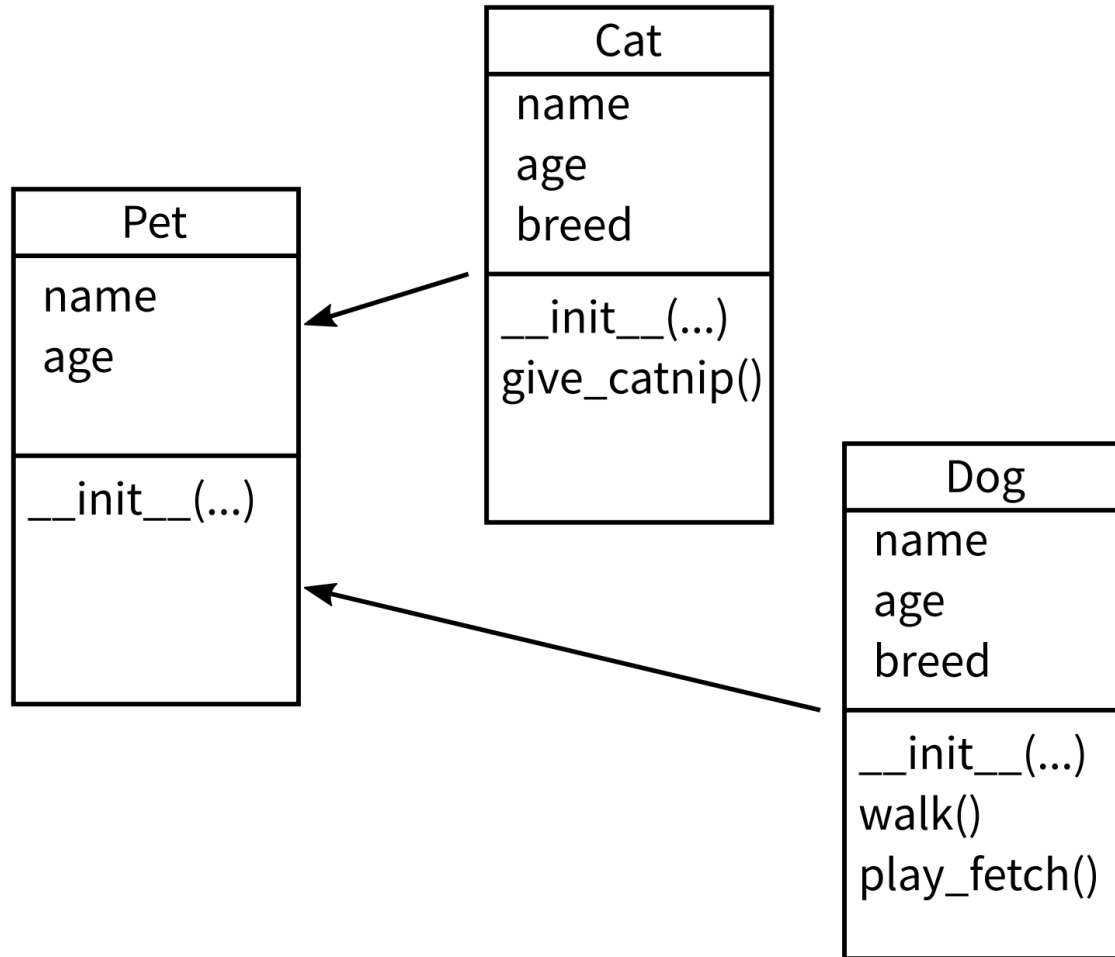 Pet
name
age
__init__(...)
Cat
name
age
breed
__init__(...)
give_catnip()
Dog
name
age
breed
__init__(...)
walk()
play_fetch()